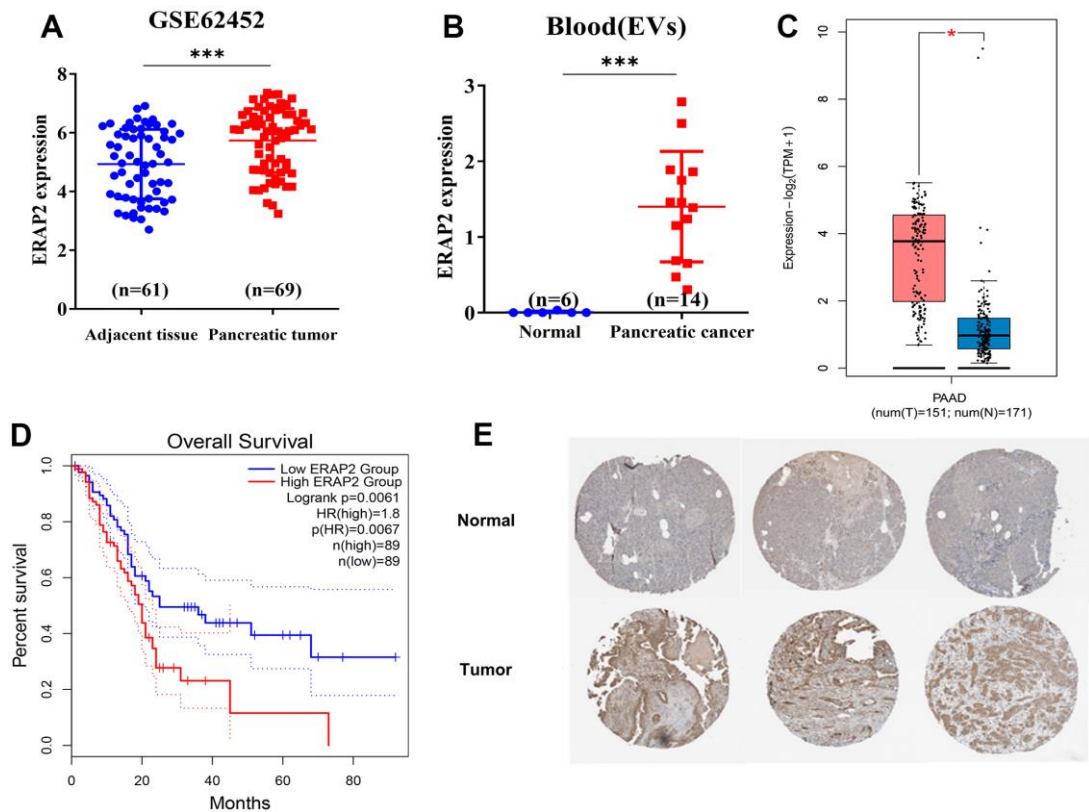 A
GSE62452
***
ERAP2 expression
8
6
4
2
0
(n=61)
(n=69)
Adjacent tissue
Pancreatic tumor
B
Blood(EVs)
***
ERAP2 expression
3
2
1
0
(n=6)
(n=14)
Normal
Pancreatic cancer
C
*
Expression − log₂(TPM + 1)
10
8
6
4
2
0
PAAD
(num(T)=151; num(N)=171)
D
Overall Survival
Low ERAP2 Group
High ERAP2 Group
Logrank p=0.0061
HR(high)=1.8
p(HR)=0.0067
n(high)=89
n(low)=89
Percent survival
1.0
0.8
0.6
0.4
0.2
0.0
0 20 40 60 80
Months
E
Normal
Tumor